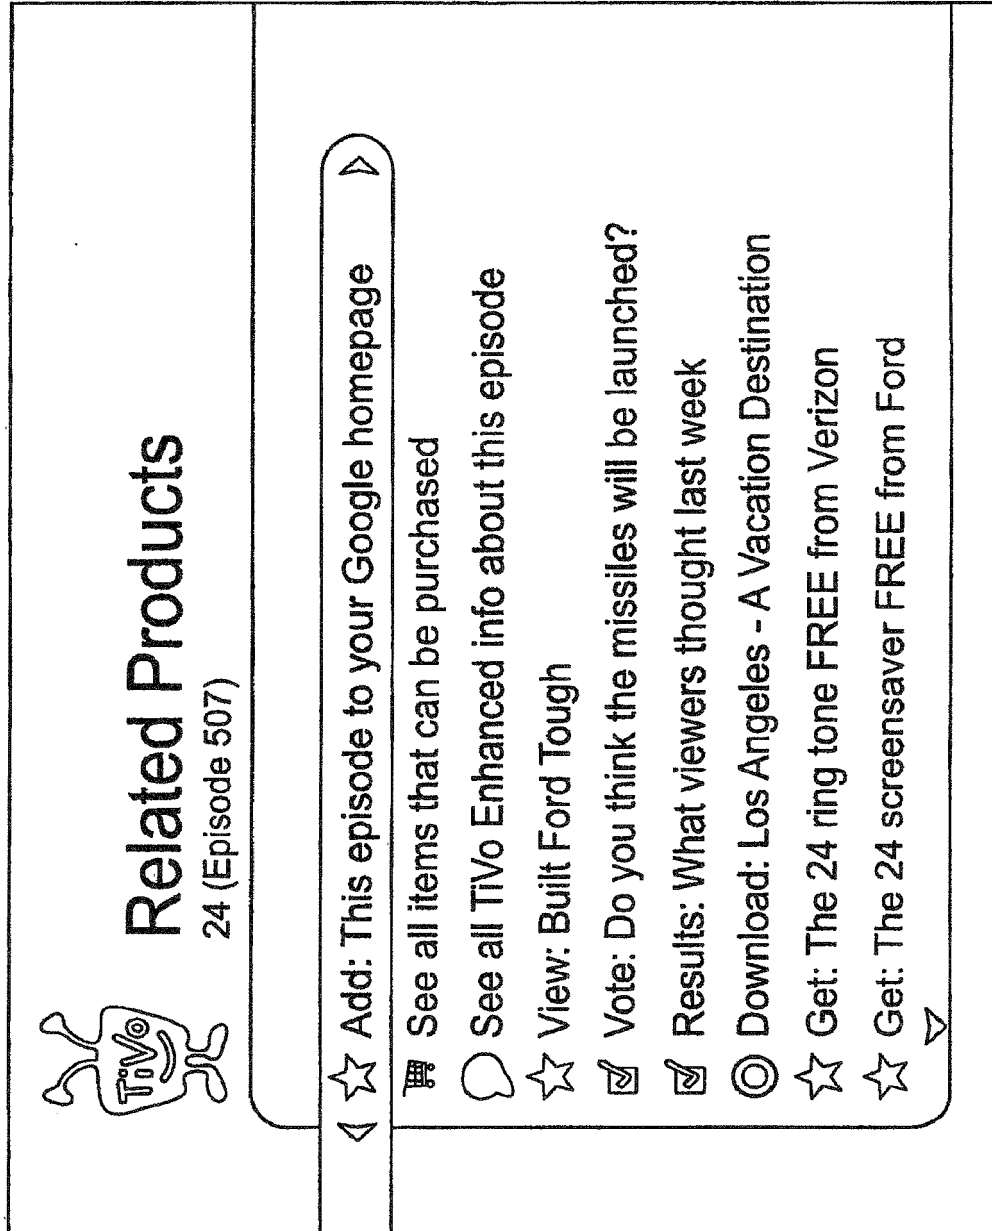 TiVo
Related Products
24 (Episode 507)
Add: This episode to your Google homepage
See all items that can be purchased
See all TiVo Enhanced info about this episode
View: Built Ford Tough
Vote: Do you think the missiles will be launched?
Results: What viewers thought last week
Download: Los Angeles - A Vacation Destination
Get: The 24 ring tone FREE from Verizon
Get: The 24 screensaver FREE from Ford